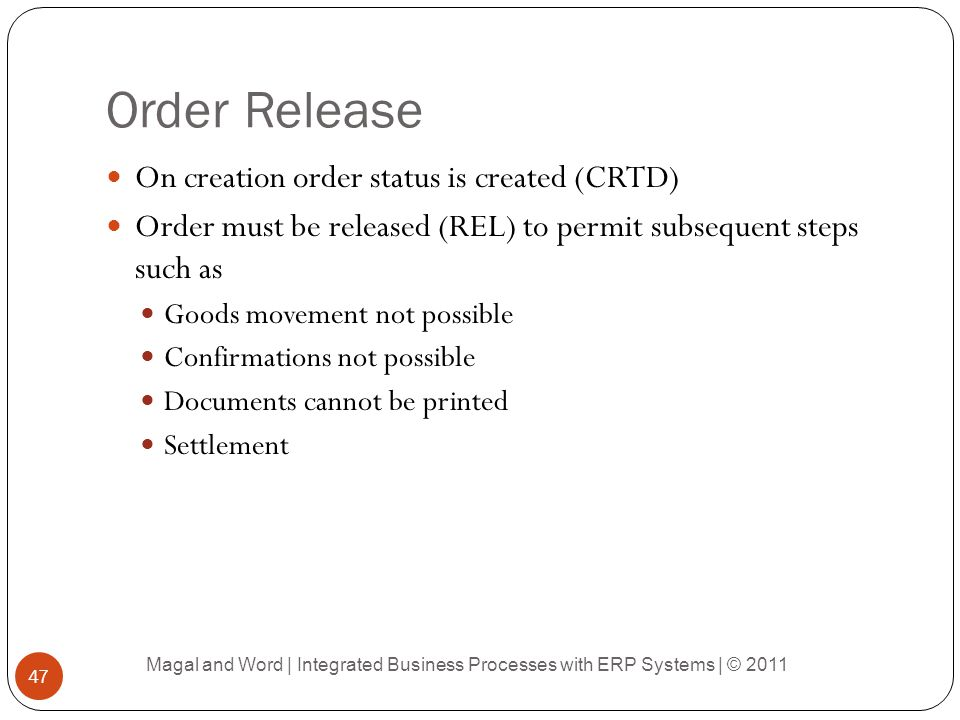 Order Release
On creation order status is created (CRTD)
Order must be released (REL) to permit subsequent steps
such as
Goods movement not possible
Confirmations not possible
Documents cannot be printed
Settlement
Magal and Word | Integrated Business Processes with ERP Systems | © 2011
47